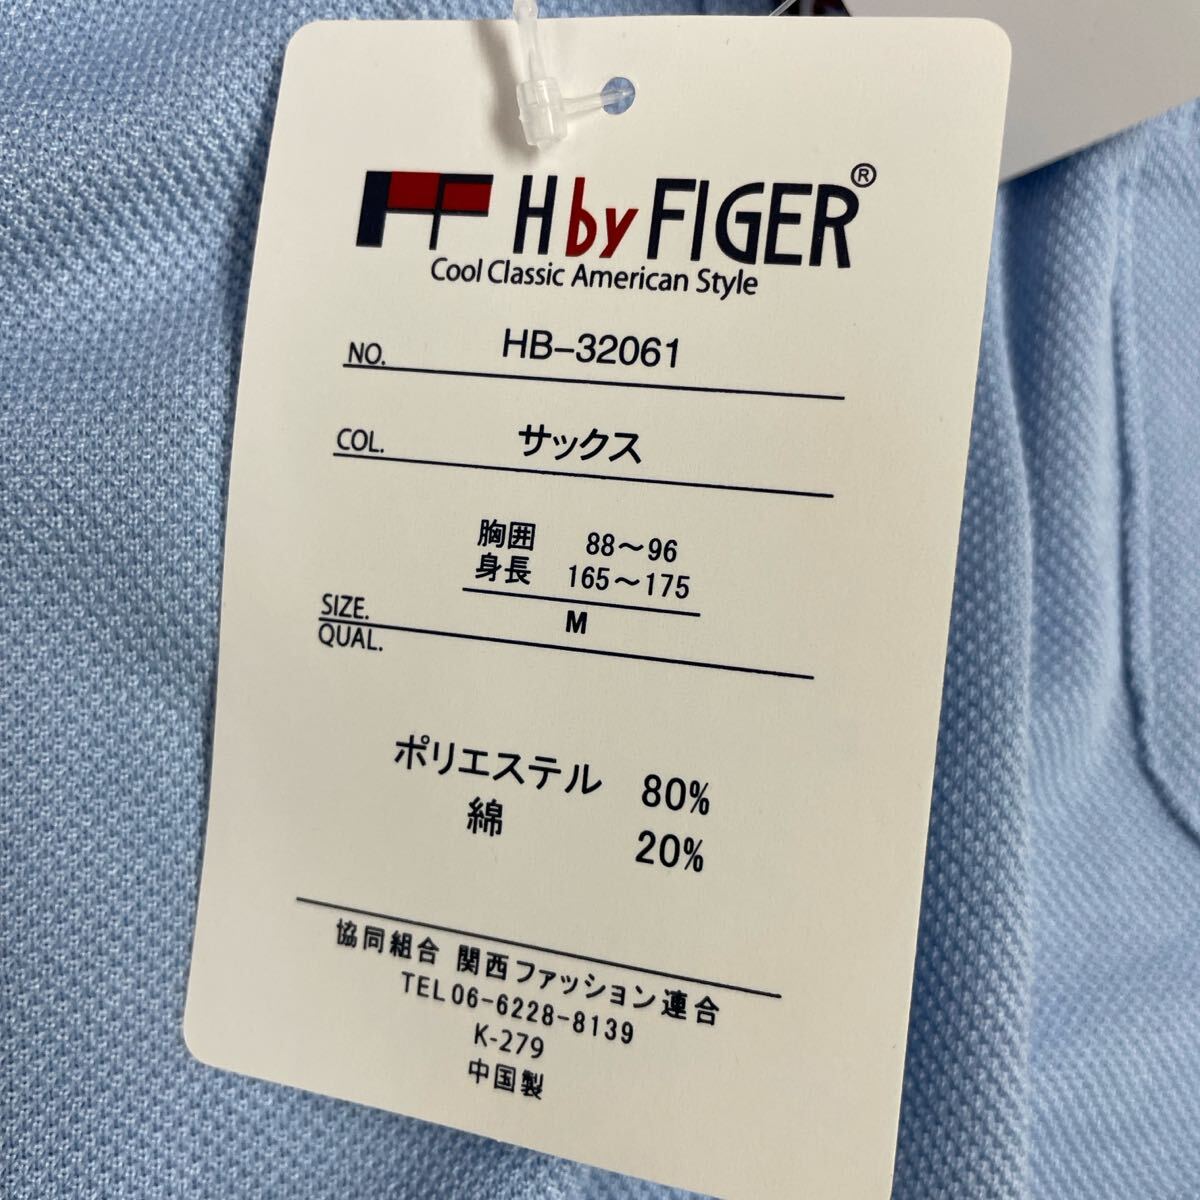 H by FIGER®
Cool Classic American Style
NO. HB-32061
COL. サックス
胸囲 88～96
身長 165～175
SIZE. M
QUAL.
ポリエステル 80%
綿 20%
協同組合 関西ファッション連合
TEL06-6228-8139
K-279
中国製